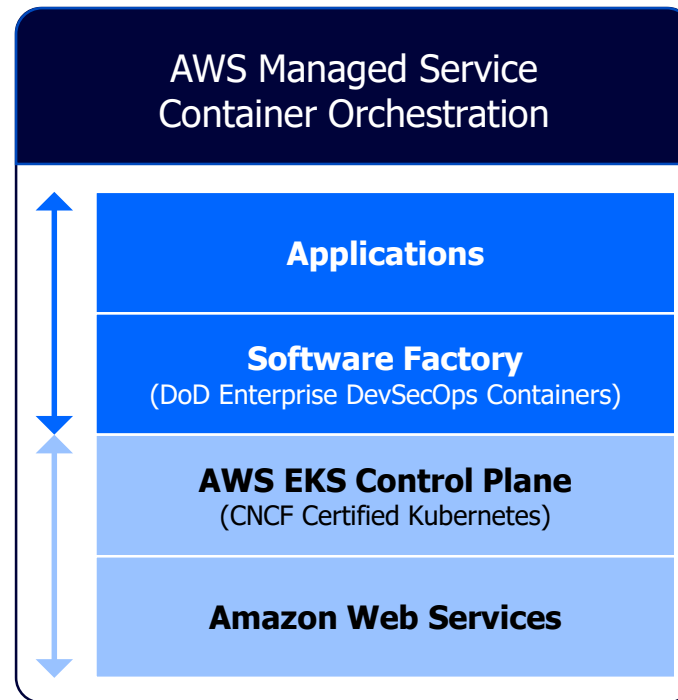 AWS Managed Service
Container Orchestration
Applications
Software Factory
(DoD Enterprise DevSecOps Containers)
AWS EKS Control Plane
(CNCF Certified Kubernetes)
Amazon Web Services